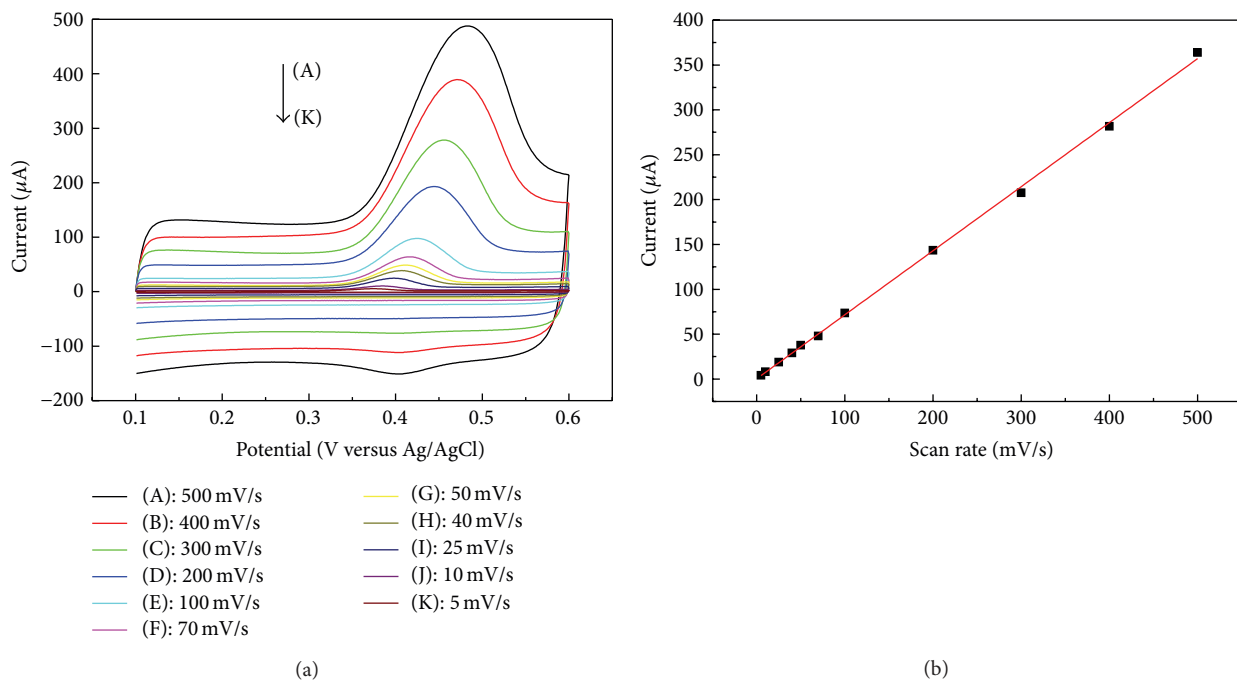 500
400
300
200
100
0
−100
−200
Current (μA)
(A)
(K)
0.1 0.2 0.3 0.4 0.5 0.6
Potential (V versus Ag/AgCl)
(A): 500 mV/s
(B): 400 mV/s
(C): 300 mV/s
(D): 200 mV/s
(E): 100 mV/s
(F): 70 mV/s
(G): 50 mV/s
(H): 40 mV/s
(I): 25 mV/s
(J): 10 mV/s
(K): 5 mV/s
(a)
400
350
300
250
200
150
100
50
0
Current (μA)
0 100 200 300 400 500
Scan rate (mV/s)
(b)